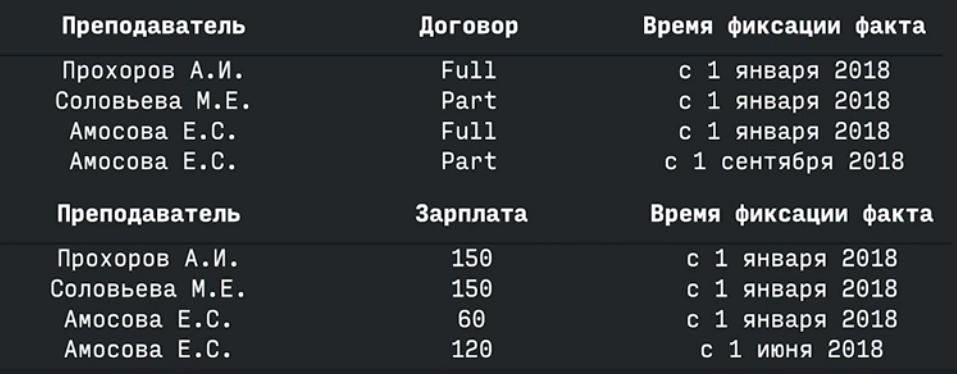 Преподаватель Договор Время фиксации факта
Прохоров А.И. Full с 1 января 2018
Соловьева М.Е. Part с 1 января 2018
Амосова Е.С. Full с 1 января 2018
Амосова Е.С. Part с 1 сентября 2018
Преподаватель Зарплата Время фиксации факта
Прохоров А.И. 150 с 1 января 2018
Соловьева М.Е. 150 с 1 января 2018
Амосова Е.С. 60 с 1 января 2018
Амосова Е.С. 120 с 1 июня 2018